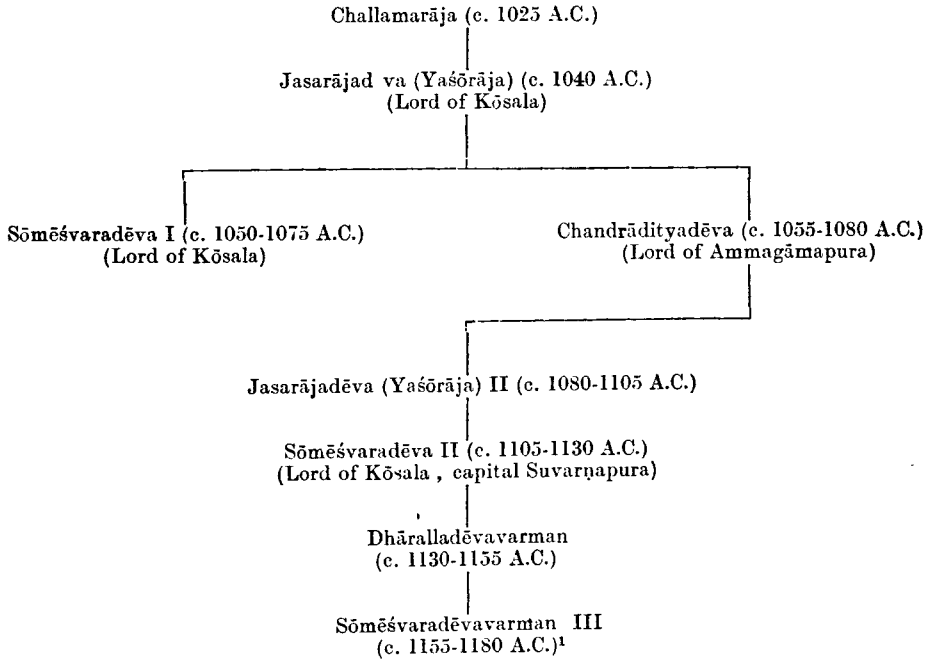 Challamarāja (c. 1025 A.C.)
Jasarājad va (Yaśōrāja) (c. 1040 A.C.)
(Lord of Kōsala)
Sōmēśvaradēva I (c. 1050-1075 A.C.)
(Lord of Kōsala)
Chandrādityadēva (c. 1055-1080 A.C.)
(Lord of Ammagāmapura)
Jasarājadēva (Yaśōrāja) II (c. 1080-1105 A.C.)
Sōmēśvaradēva II (c. 1105-1130 A.C.)
(Lord of Kōsala , capital Suvarṇapura)
Dhāralladēvavarman
(c. 1130-1155 A.C.)
Sōmēśvaradēvavarman III
(c. 1155-1180 A.C.)¹